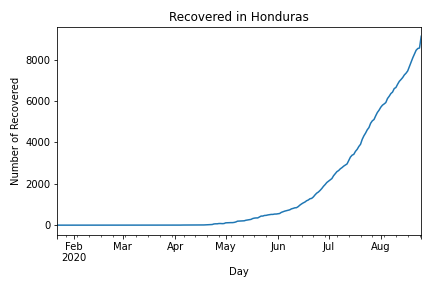 Recovered in Honduras
Number of Recovered
8000
6000
4000
2000
0
Feb Mar Apr May Jun Jul Aug
2020
Day